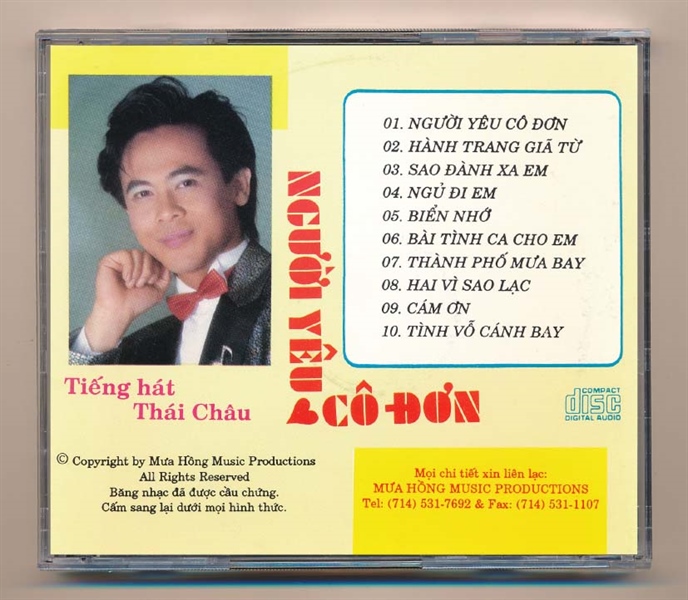 01. NGƯỜI YÊU CÔ ĐƠN
02. HÀNH TRANG GIÃ TỪ
03. SAO ĐÀNH XA EM
04. NGỦ ĐI EM
05. BIỂN NHỚ
06. BÀI TÌNH CA CHO EM
07. THÀNH PHỐ MƯA BAY
08. HAI VÌ SAO LẠC
09. CÁM ƠN
10. TÌNH VỖ CÁNH BAY
NGƯỜI YÊU
CÔ ĐƠN
Tiếng hát
Thái Châu
COMPACT
disc
DIGITAL AUDIO
© Copyright by Mưa Hồng Music Productions
All Rights Reserved
Băng nhạc đã được cầu chứng.
Cấm sang lại dưới mọi hình thức.
Mọi chi tiết xin liên lạc:
MƯA HỒNG MUSIC PRODUCTIONS
Tel: (714) 531-7692 & Fax: (714) 531-1107